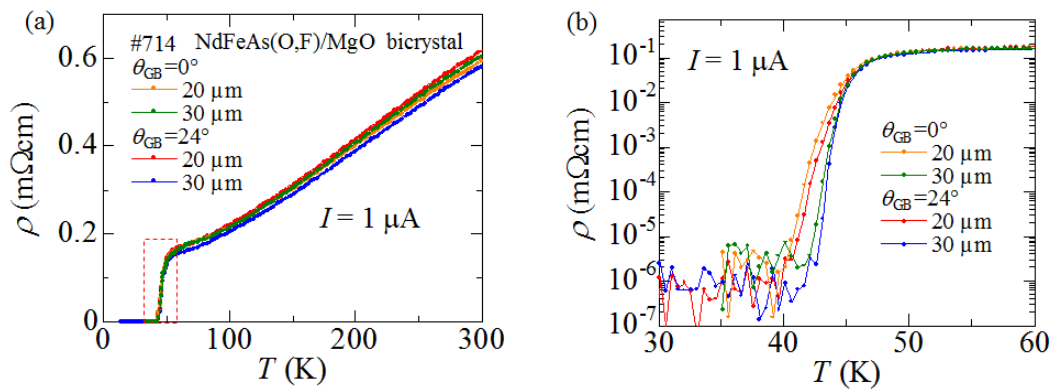 (a)
#714 NdFeAs(O,F)/MgO bicrystal
θGB=0°
20 µm
30 µm
θGB=24°
20 µm
30 µm
I = 1 µA
ρ (mΩcm)
0.6
0.4
0.2
0
0 50 100 150 200 250 300
T (K)
(b)
I = 1 µA
θGB=0°
20 µm
30 µm
θGB=24°
20 µm
30 µm
ρ (mΩcm)
10⁻¹
10⁻²
10⁻³
10⁻⁴
10⁻⁵
10⁻⁶
10⁻⁷
30 40 50 60
T (K)